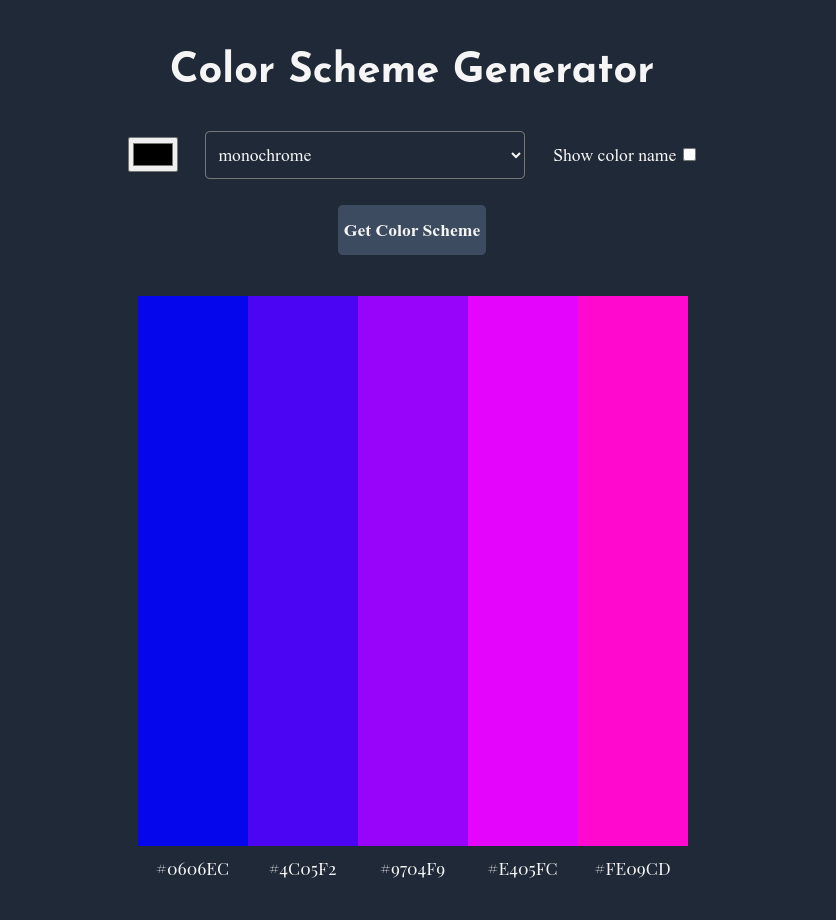 Color Scheme Generator
monochrome Show color name
Get Color Scheme
#0606EC #4C05F2 #9704F9 #E405FC #FE09CD